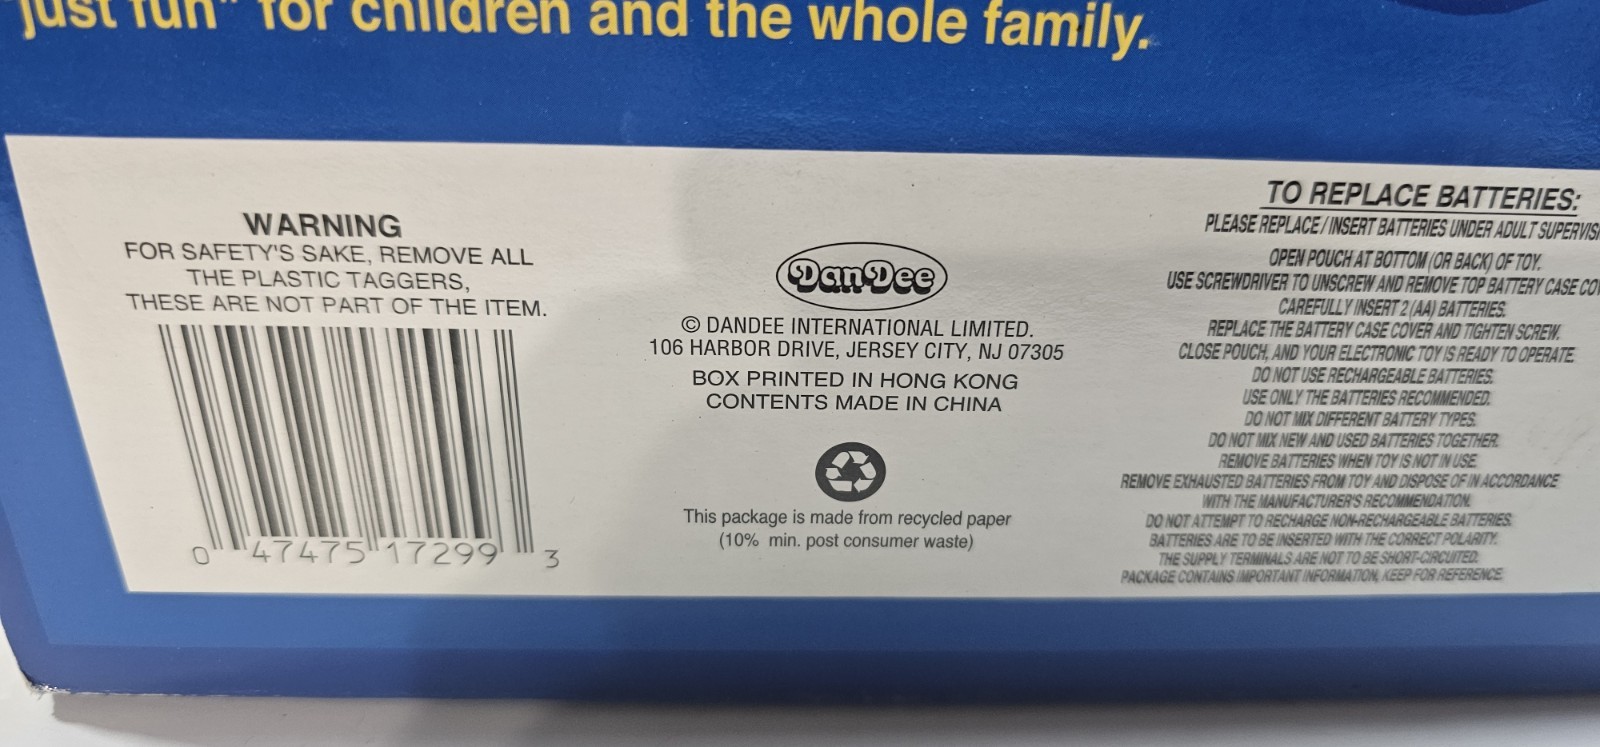 "just fun" for children and the whole family.
WARNING
FOR SAFETY'S SAKE, REMOVE ALL
THE PLASTIC TAGGERS,
THESE ARE NOT PART OF THE ITEM.
0 47475 17299 3
DanDee
© DANDEE INTERNATIONAL LIMITED.
106 HARBOR DRIVE, JERSEY CITY, NJ 07305
BOX PRINTED IN HONG KONG
CONTENTS MADE IN CHINA
This package is made from recycled paper
(10% min. post consumer waste)
TO REPLACE BATTERIES:
PLEASE REPLACE/INSERT BATTERIES UNDER ADULT
OPEN POUCH AT BOTTOM (OR BACK) OF TOY.
USE SCREWDRIVER TO UNSCREW AND REMOVE TOP BATTERY CASE
CAREFULLY INSERT 2 (AA) BATTERIES.
REPLACE THE BATTERY CASE COVER AND TIGHTEN SCREW.
CLOSE POUCH, AND YOUR ELECTRONIC TOY IS READY TO OPERATE.
DO NOT USE RECHARGEABLE BATTERIES.
USE ONLY THE BATTERIES RECOMMENDED.
DO NOT MIX DIFFERENT BATTERY TYPES.
DO NOT MIX NEW AND USED BATTERIES TOGETHER.
REMOVE BATTERIES WHEN TOY IS NOT IN USE.
REMOVE EXHAUSTED BATTERIES FROM TOY AND DISPOSE OF IN ACCORDANCE
WITH THE MANUFACTURER'S RECOMMENDATION.
DO NOT ATTEMPT TO RECHARGE NON-RECHARGEABLE BATTERIES.
BATTERIES ARE TO BE INSERTED WITH THE CORRECT POLARITY.
THE SUPPLY TERMINALS ARE NOT TO BE SHORT-CIRCUITED.
PACKAGE CONTAINS IMPORTANT INFORMATION, KEEP FOR REFERENCE.